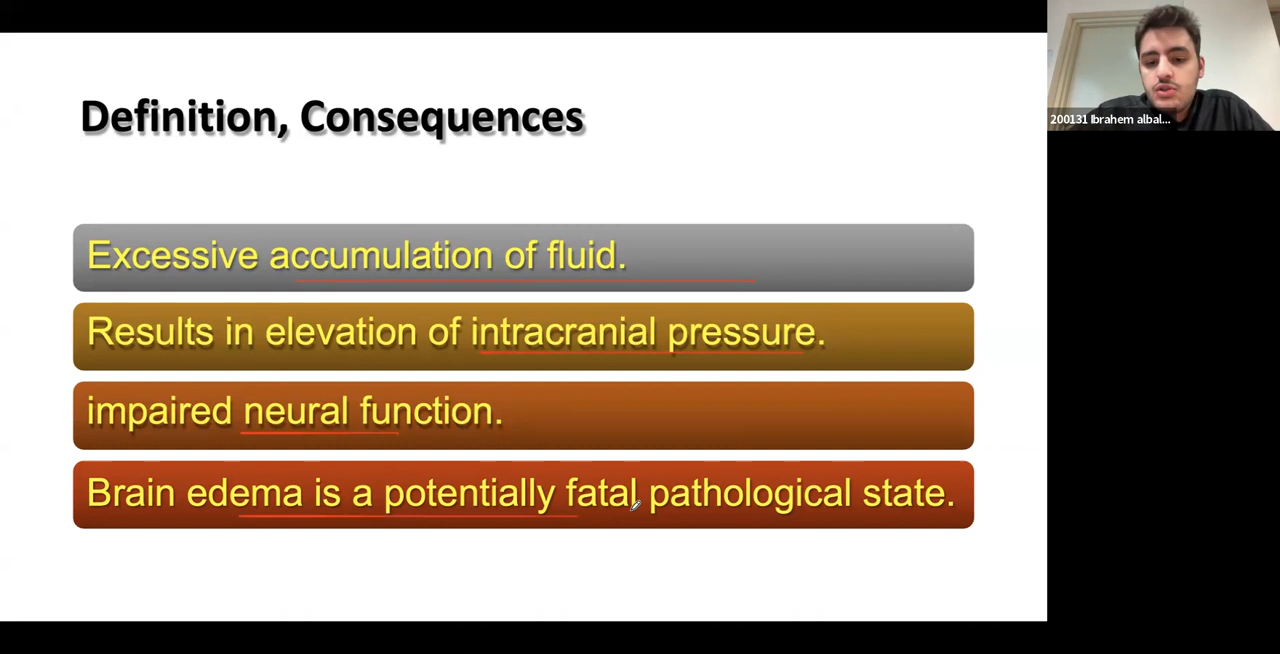 Definition, Consequences
200131 Ibrahem albal...
Excessive accumulation of fluid.
Results in elevation of intracranial pressure.
impaired neural function.
Brain edema is a potentially fatal pathological state.